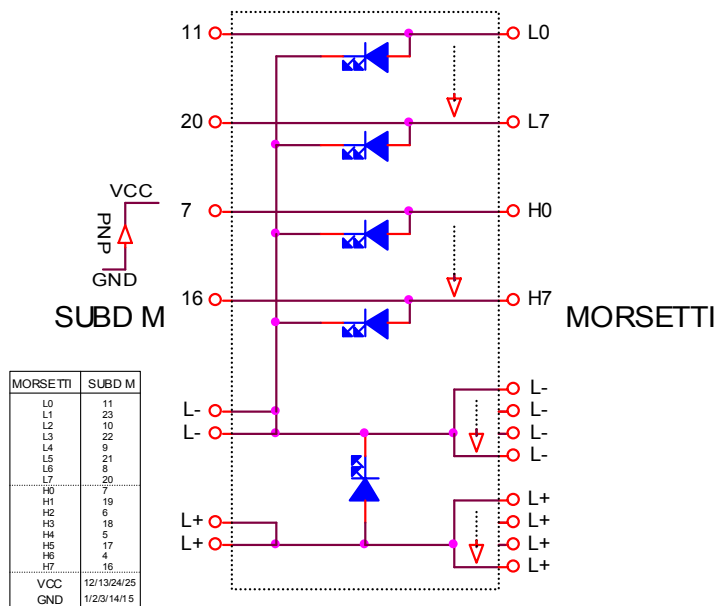 11 L0
20 L7
VCC
PNP
GND
7 H0
16 H7
SUBD M MORSETTI
L- L-
L- L-
L-
L-
L+ L+
L+ L+
L+
L+
MORSETTI SUBD M
L0 11
L1 23
L2 10
L3 22
L4 9
L5 21
L6 8
L7 20
H0 7
H1 19
H2 6
H3 18
H4 5
H5 17
H6 4
H7 16
VCC 12/13/24/25
GND 1/2/3/14/15